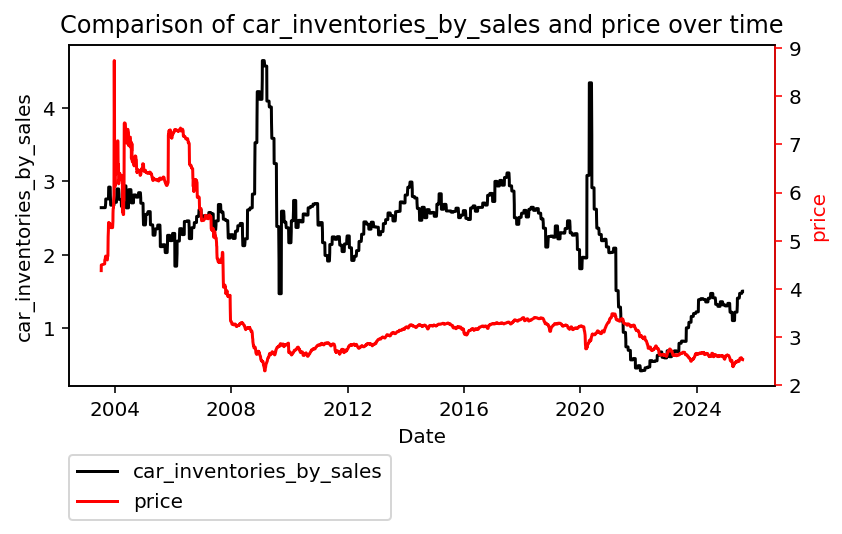 Comparison of car_inventories_by_sales and price over time
car_inventories_by_sales
4
3
2
1
9
8
7
6
5
4
3
2
price
2004 2008 2012 2016 2020 2024
Date
car_inventories_by_sales
price